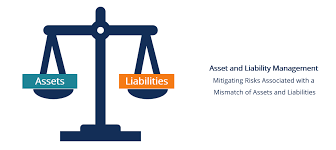 Assets
Liabilities
Asset and Liability Management
Mitigating Risks Associated with a
Mismatch of Assets and Liabilities